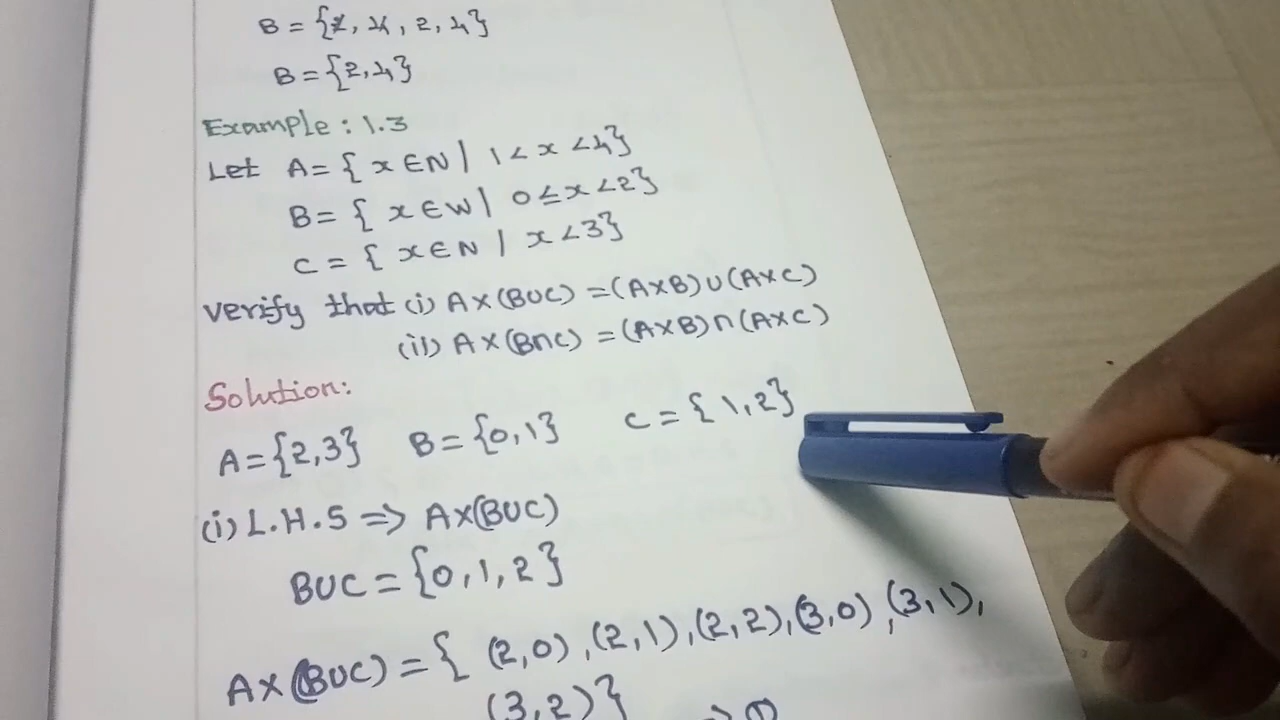 B = {1, 4, 2, 4}
B = {2,4}
Example: 1.3
Let A = { x ∈ N | 1 < x < 4}
B = { x ∈ W | 0 ≤ x < 2}
C = { x ∈ N | x < 3}
Verify that (i) A×(B∪C) = (A×B)∪(A×C)
(ii) A×(B∩C) = (A×B)∩(A×C)
Solution:
A = {2,3} B = {0,1} C = { 1,2}
(i) L.H.S => A×(B∪C)
B∪C = {0,1,2}
A×(B∪C) = { (2,0),(2,1),(2,2),(3,0),(3,1),
(3,2)} => ①